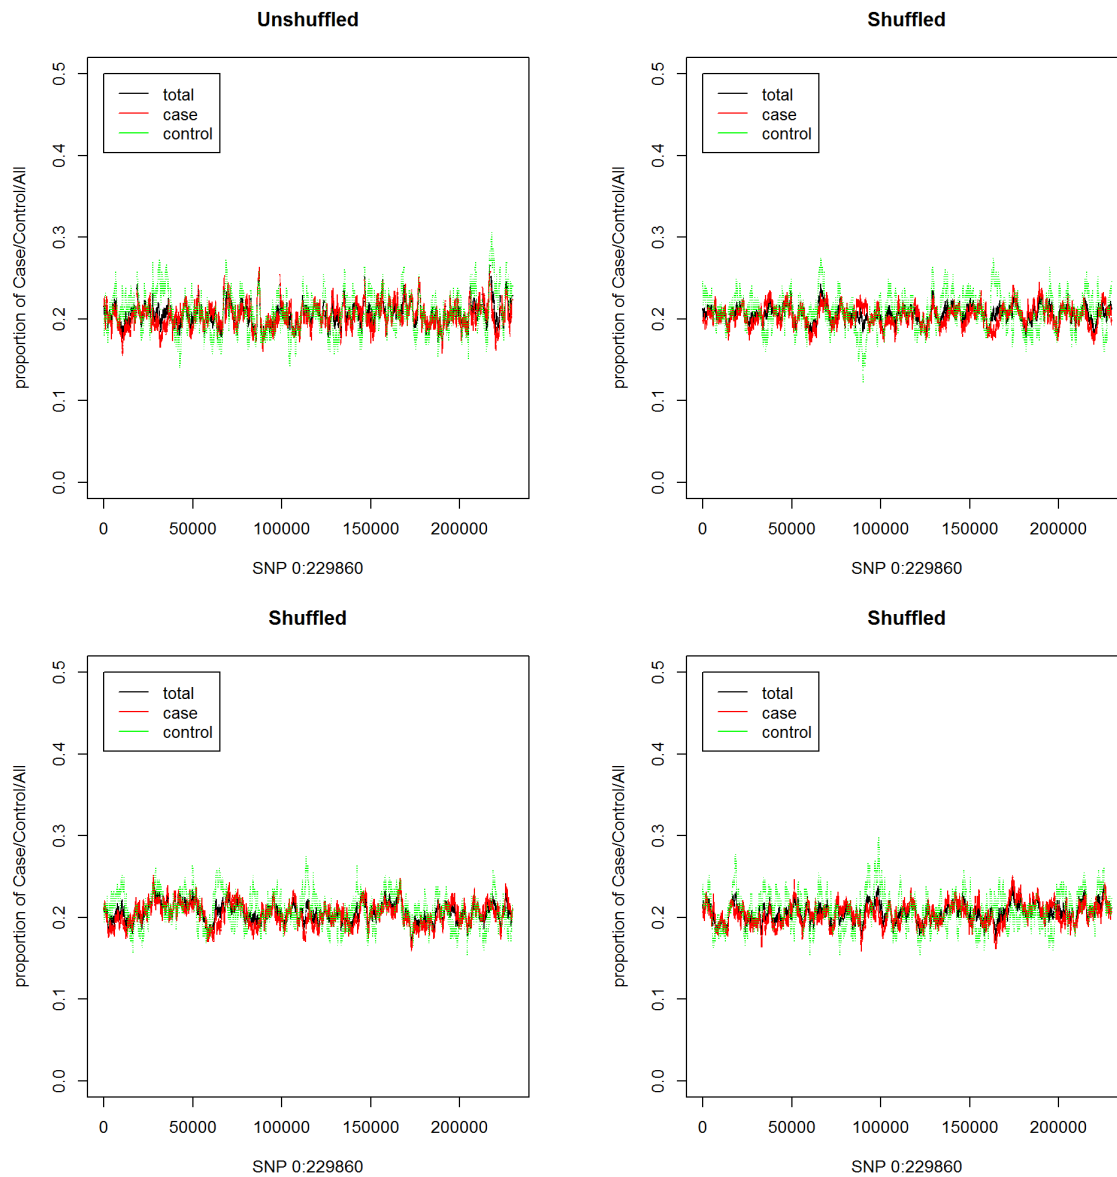 Unshuffled
total
case
control
0.5
0.4
0.3
0.2
0.1
0.0
proportion of Case/Control/All
0 50000 100000 150000 200000
SNP 0:229860
Shuffled
total
case
control
0.5
0.4
0.3
0.2
0.1
0.0
proportion of Case/Control/All
0 50000 100000 150000 200000
SNP 0:229860
Shuffled
total
case
control
0.5
0.4
0.3
0.2
0.1
0.0
proportion of Case/Control/All
0 50000 100000 150000 200000
SNP 0:229860
Shuffled
total
case
control
0.5
0.4
0.3
0.2
0.1
0.0
proportion of Case/Control/All
0 50000 100000 150000 200000
SNP 0:229860